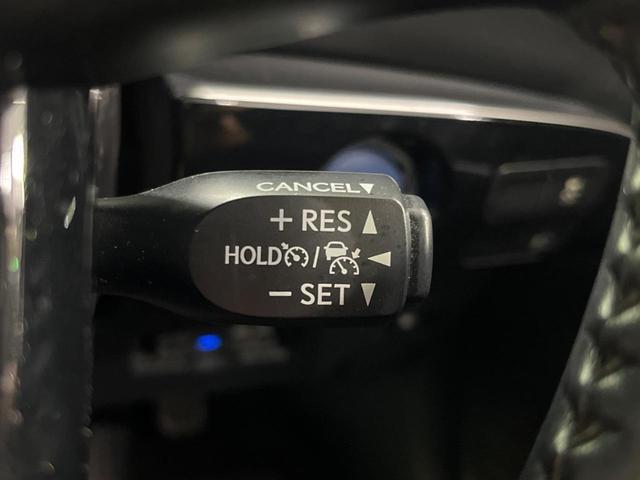 CANCEL▼
+ RES ▲
HOLD / ◄
− SET ▼